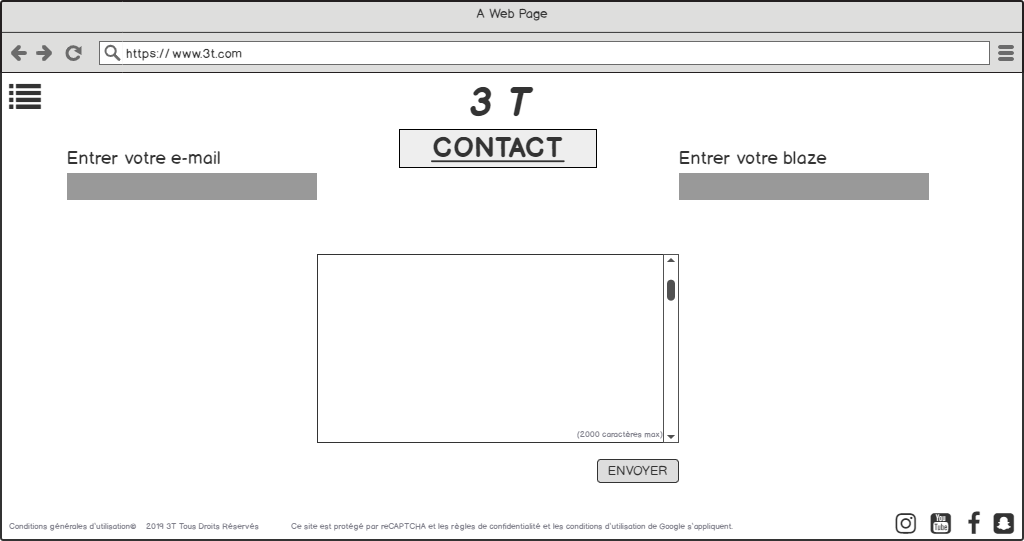 A Web Page
https:// www.3t.com
3 T
CONTACT
Entrer votre e-mail
Entrer votre blaze
(2000 caractères max)
ENVOYER
Conditions générales d'utilisation© 2019 3T Tous Droits Réservés
Ce site est protégé par reCAPTCHA et les règles de confidentialité et les conditions d'utilisation de Google s'appliquent.
You
Tube